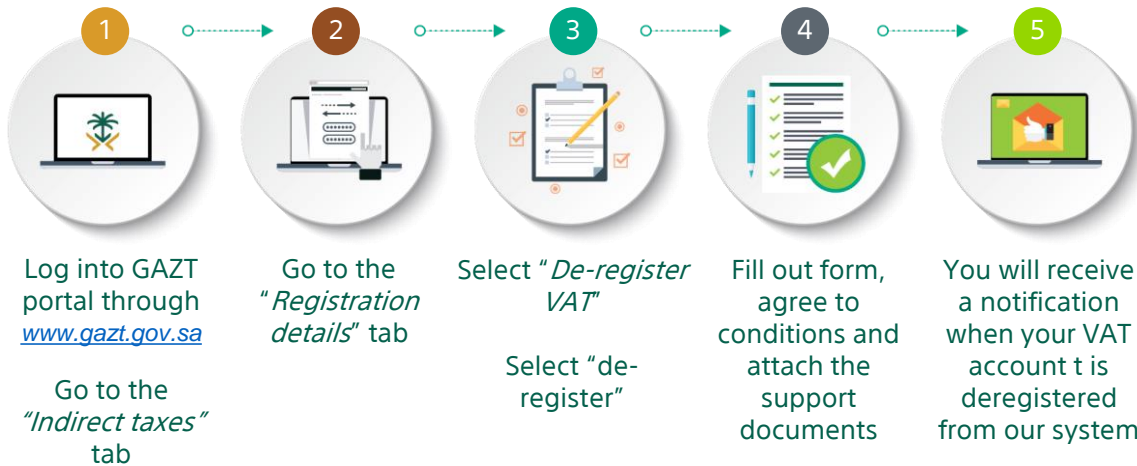 1
Log into GAZT
portal through
www.gazt.gov.sa
Go to the
“Indirect taxes”
tab
2
Go to the
“Registration
details” tab
3
Select “De-register
VAT”
Select “de-
register”
4
Fill out form,
agree to
conditions and
attach the
support
documents
5
You will receive
a notification
when your VAT
account t is
deregistered
from our system